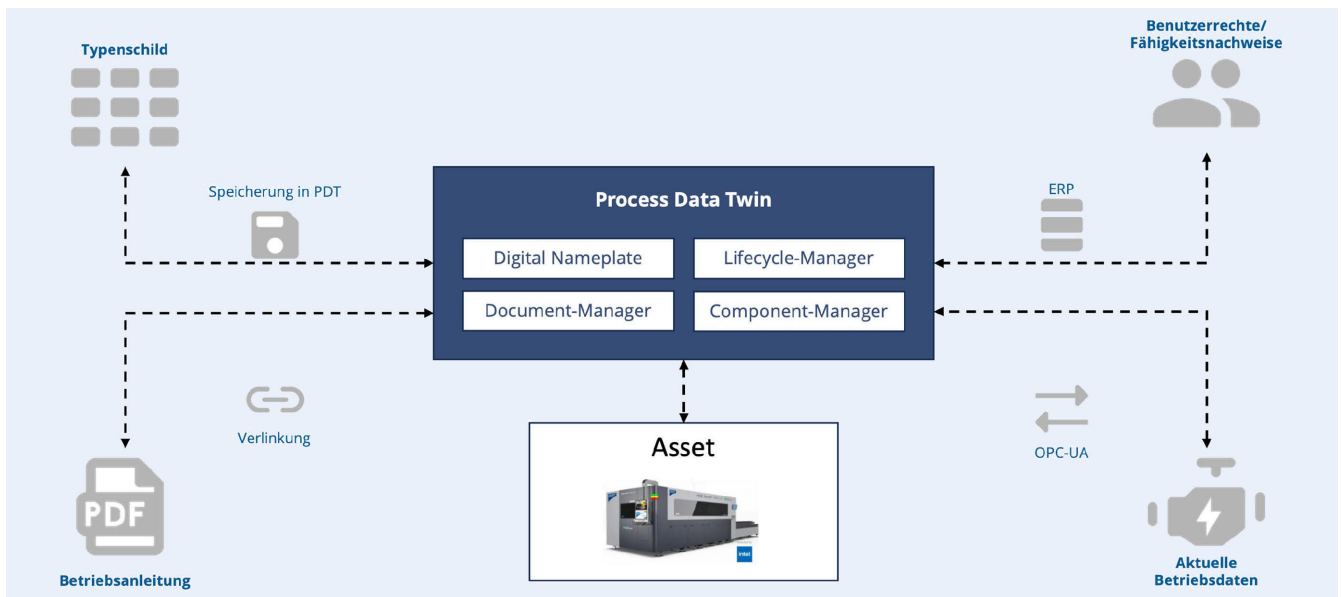 Typenschild
Benutzerrechte/
Fähigkeitsnachweise
Speicherung in PDT
Process Data Twin
ERP
Digital Nameplate
Lifecycle-Manager
Document-Manager
Component-Manager
Verlinkung
Asset
OPC-UA
intel
PDF
Betriebsanleitung
Aktuelle
Betriebsdaten